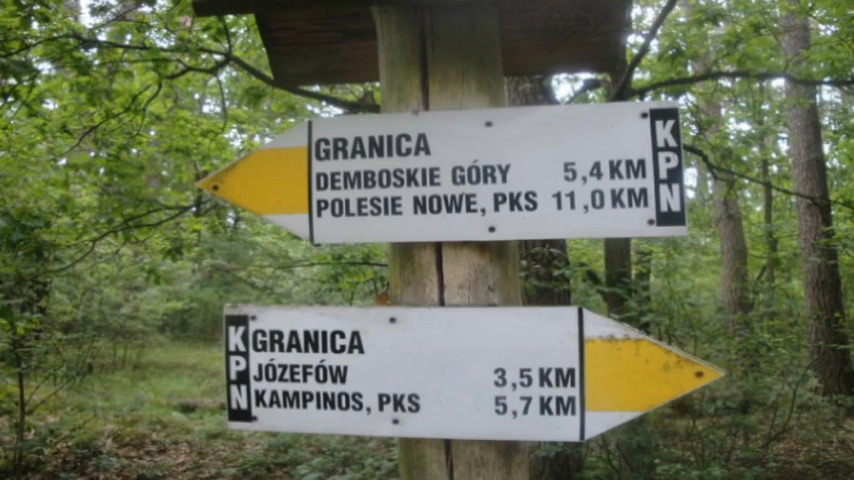 GRANICA
DEMBOSKIE GÓRY 5,4 KM
POLESIE NOWE, PKS 11,0 KM
KPN
GRANICA
JÓZEFÓW 3,5 KM
KAMPINOS, PKS 5,7 KM
KPN